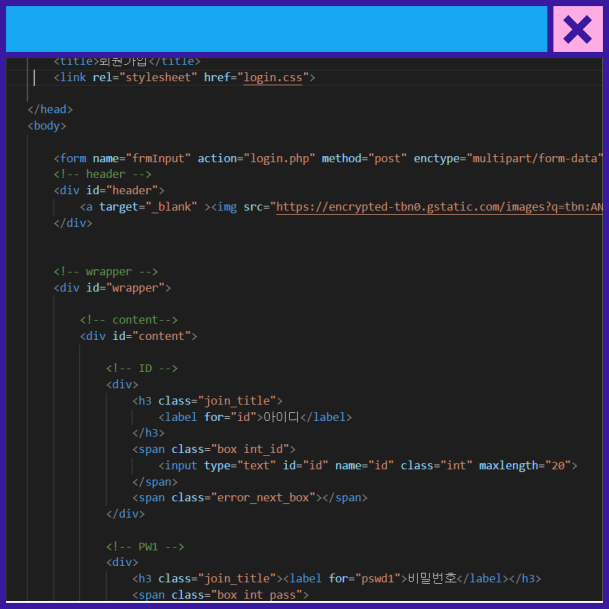 <title>회원가입</title>
<link rel="stylesheet" href="login.css">
</head>
<body>
<form name="frmInput" action="login.php" method="post" enctype="multipart/form-data"
<!-- header -->
<div id="header">
<a target="_blank" ><img src="https://encrypted-tbn0.gstatic.com/images?q=tbn:AN
</div>
<!-- wrapper -->
<div id="wrapper">
<!-- content-->
<div id="content">
<!-- ID -->
<div>
<h3 class="join_title">
<label for="id">아이디</label>
</h3>
<span class="box int_id">
<input type="text" id="id" name="id" class="int" maxlength="20">
</span>
<span class="error_next_box"></span>
</div>
<!-- PW1 -->
<div>
<h3 class="join_title"><label for="pswd1">비밀번호</label></h3>
<span class="box int_pass">